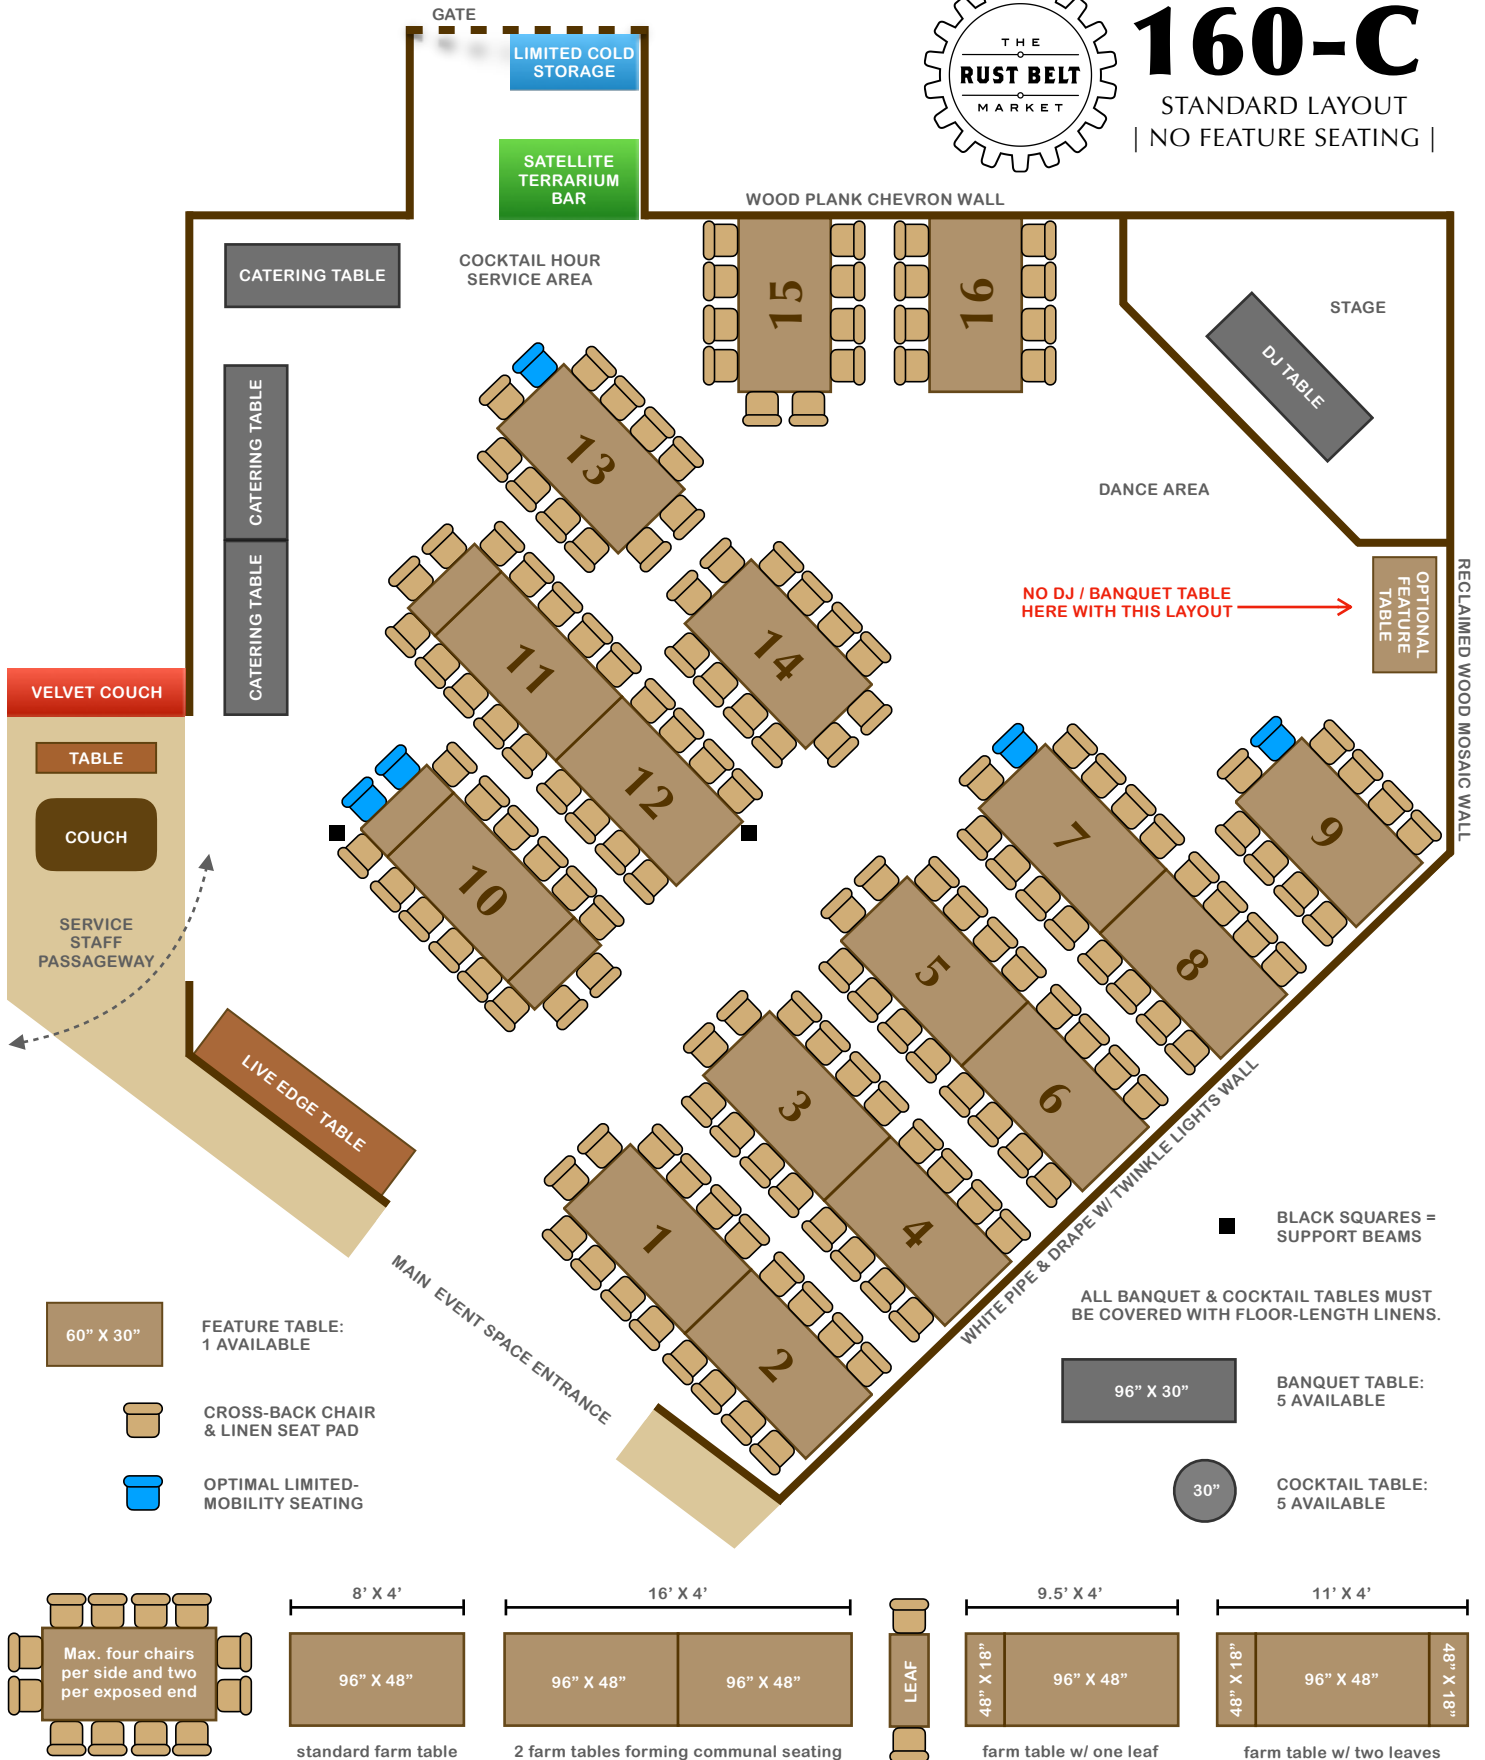 GATE
LIMITED COLD
STORAGE
THE
RUST BELT
MARKET
160-C
STANDARD LAYOUT
| NO FEATURE SEATING |
SATELLITE
TERRARIUM
BAR
WOOD PLANK CHEVRON WALL
CATERING TABLE
COCKTAIL HOUR
SERVICE AREA
15
16
STAGE
DJ TABLE
CATERING TABLE
13
DANCE AREA
CATERING TABLE
11
14
NO DJ / BANQUET TABLE
HERE WITH THIS LAYOUT
OPTIONAL
FEATURE
TABLE
RECLAIMED WOOD MOSAIC WALL
VELVET COUCH
TABLE
COUCH
12
7
9
10
SERVICE
STAFF
PASSAGEWAY
5
8
LIVE EDGE TABLE
3
6
1
4
2
WHITE PIPE & DRAPE W/ TWINKLE LIGHTS WALL
MAIN EVENT SPACE ENTRANCE
BLACK SQUARES =
SUPPORT BEAMS
ALL BANQUET & COCKTAIL TABLES MUST
BE COVERED WITH FLOOR-LENGTH LINENS.
60” X 30”
FEATURE TABLE:
1 AVAILABLE
96” X 30”
BANQUET TABLE:
5 AVAILABLE
CROSS-BACK CHAIR
& LINEN SEAT PAD
OPTIMAL LIMITED-
MOBILITY SEATING
30”
COCKTAIL TABLE:
5 AVAILABLE
Max. four chairs
per side and two
per exposed end
8’ X 4’
96” X 48”
standard farm table
16’ X 4’
96” X 48”
96” X 48”
2 farm tables forming communal seating
LEAF
9.5’ X 4’
48” X 18”
96” X 48”
farm table w/ one leaf
11’ X 4’
48” X 18”
96” X 48”
48” X 18”
farm table w/ two leaves